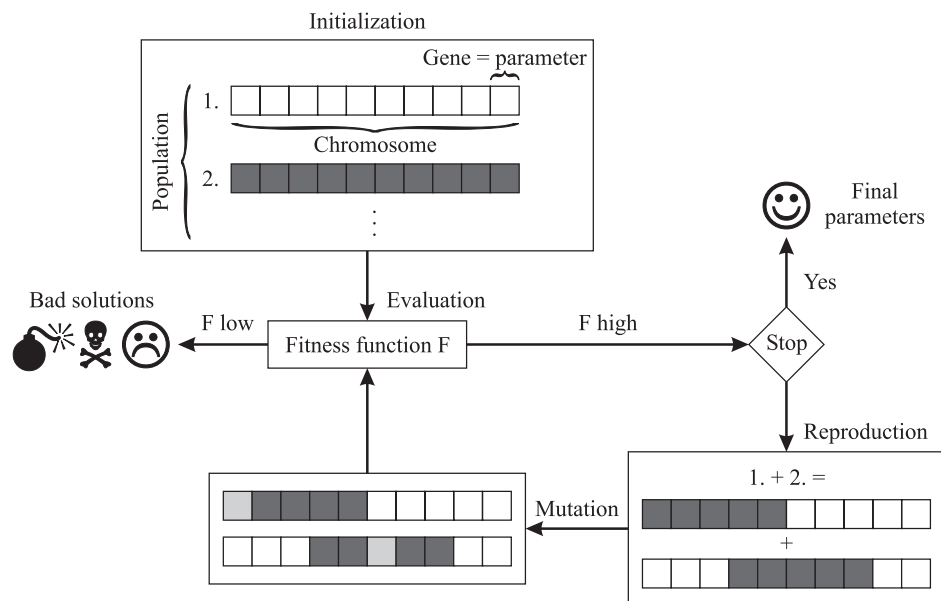 Initialization
Gene = parameter
1.
Chromosome
2.
Population
Final
parameters
Yes
Bad solutions
Evaluation
F low
Fitness function F
F high
Stop
Reproduction
1. + 2. =
Mutation
+